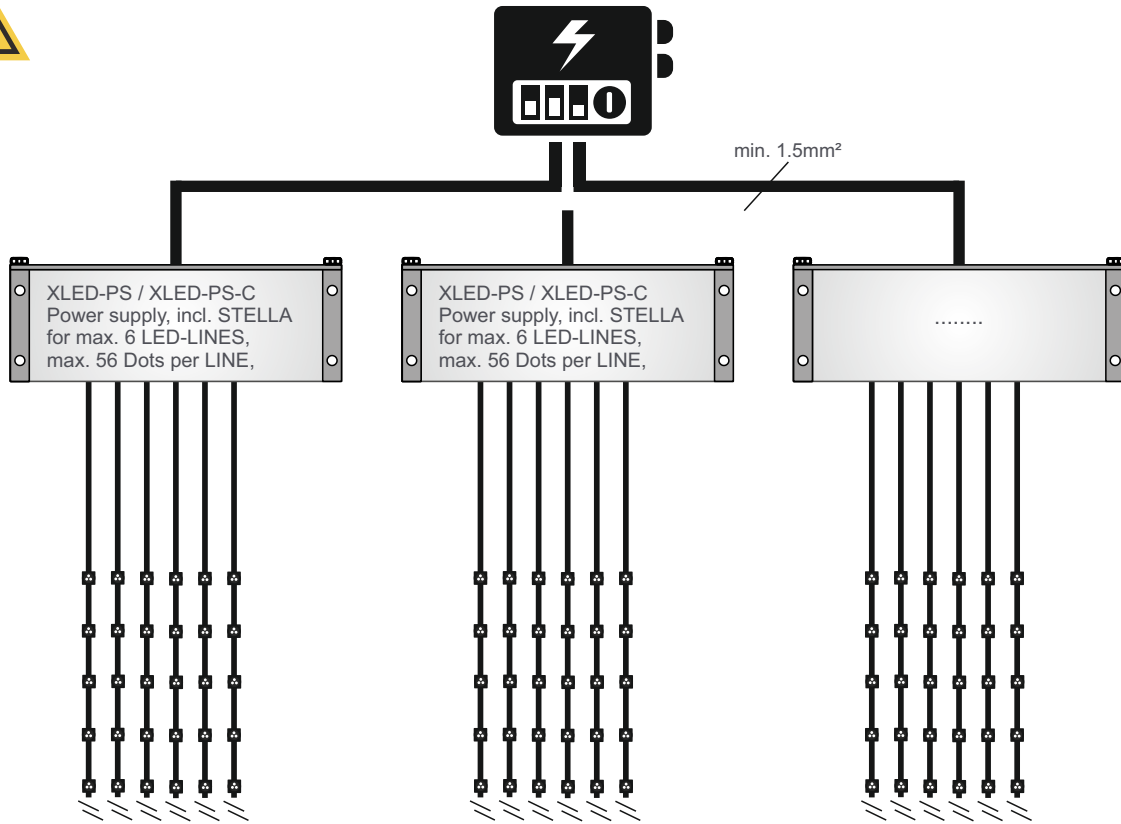 min. 1.5mm²
XLED-PS / XLED-PS-C
Power supply, incl. STELLA
for max. 6 LED-LINES,
max. 56 Dots per LINE,
XLED-PS / XLED-PS-C
Power supply, incl. STELLA
for max. 6 LED-LINES,
max. 56 Dots per LINE,
........